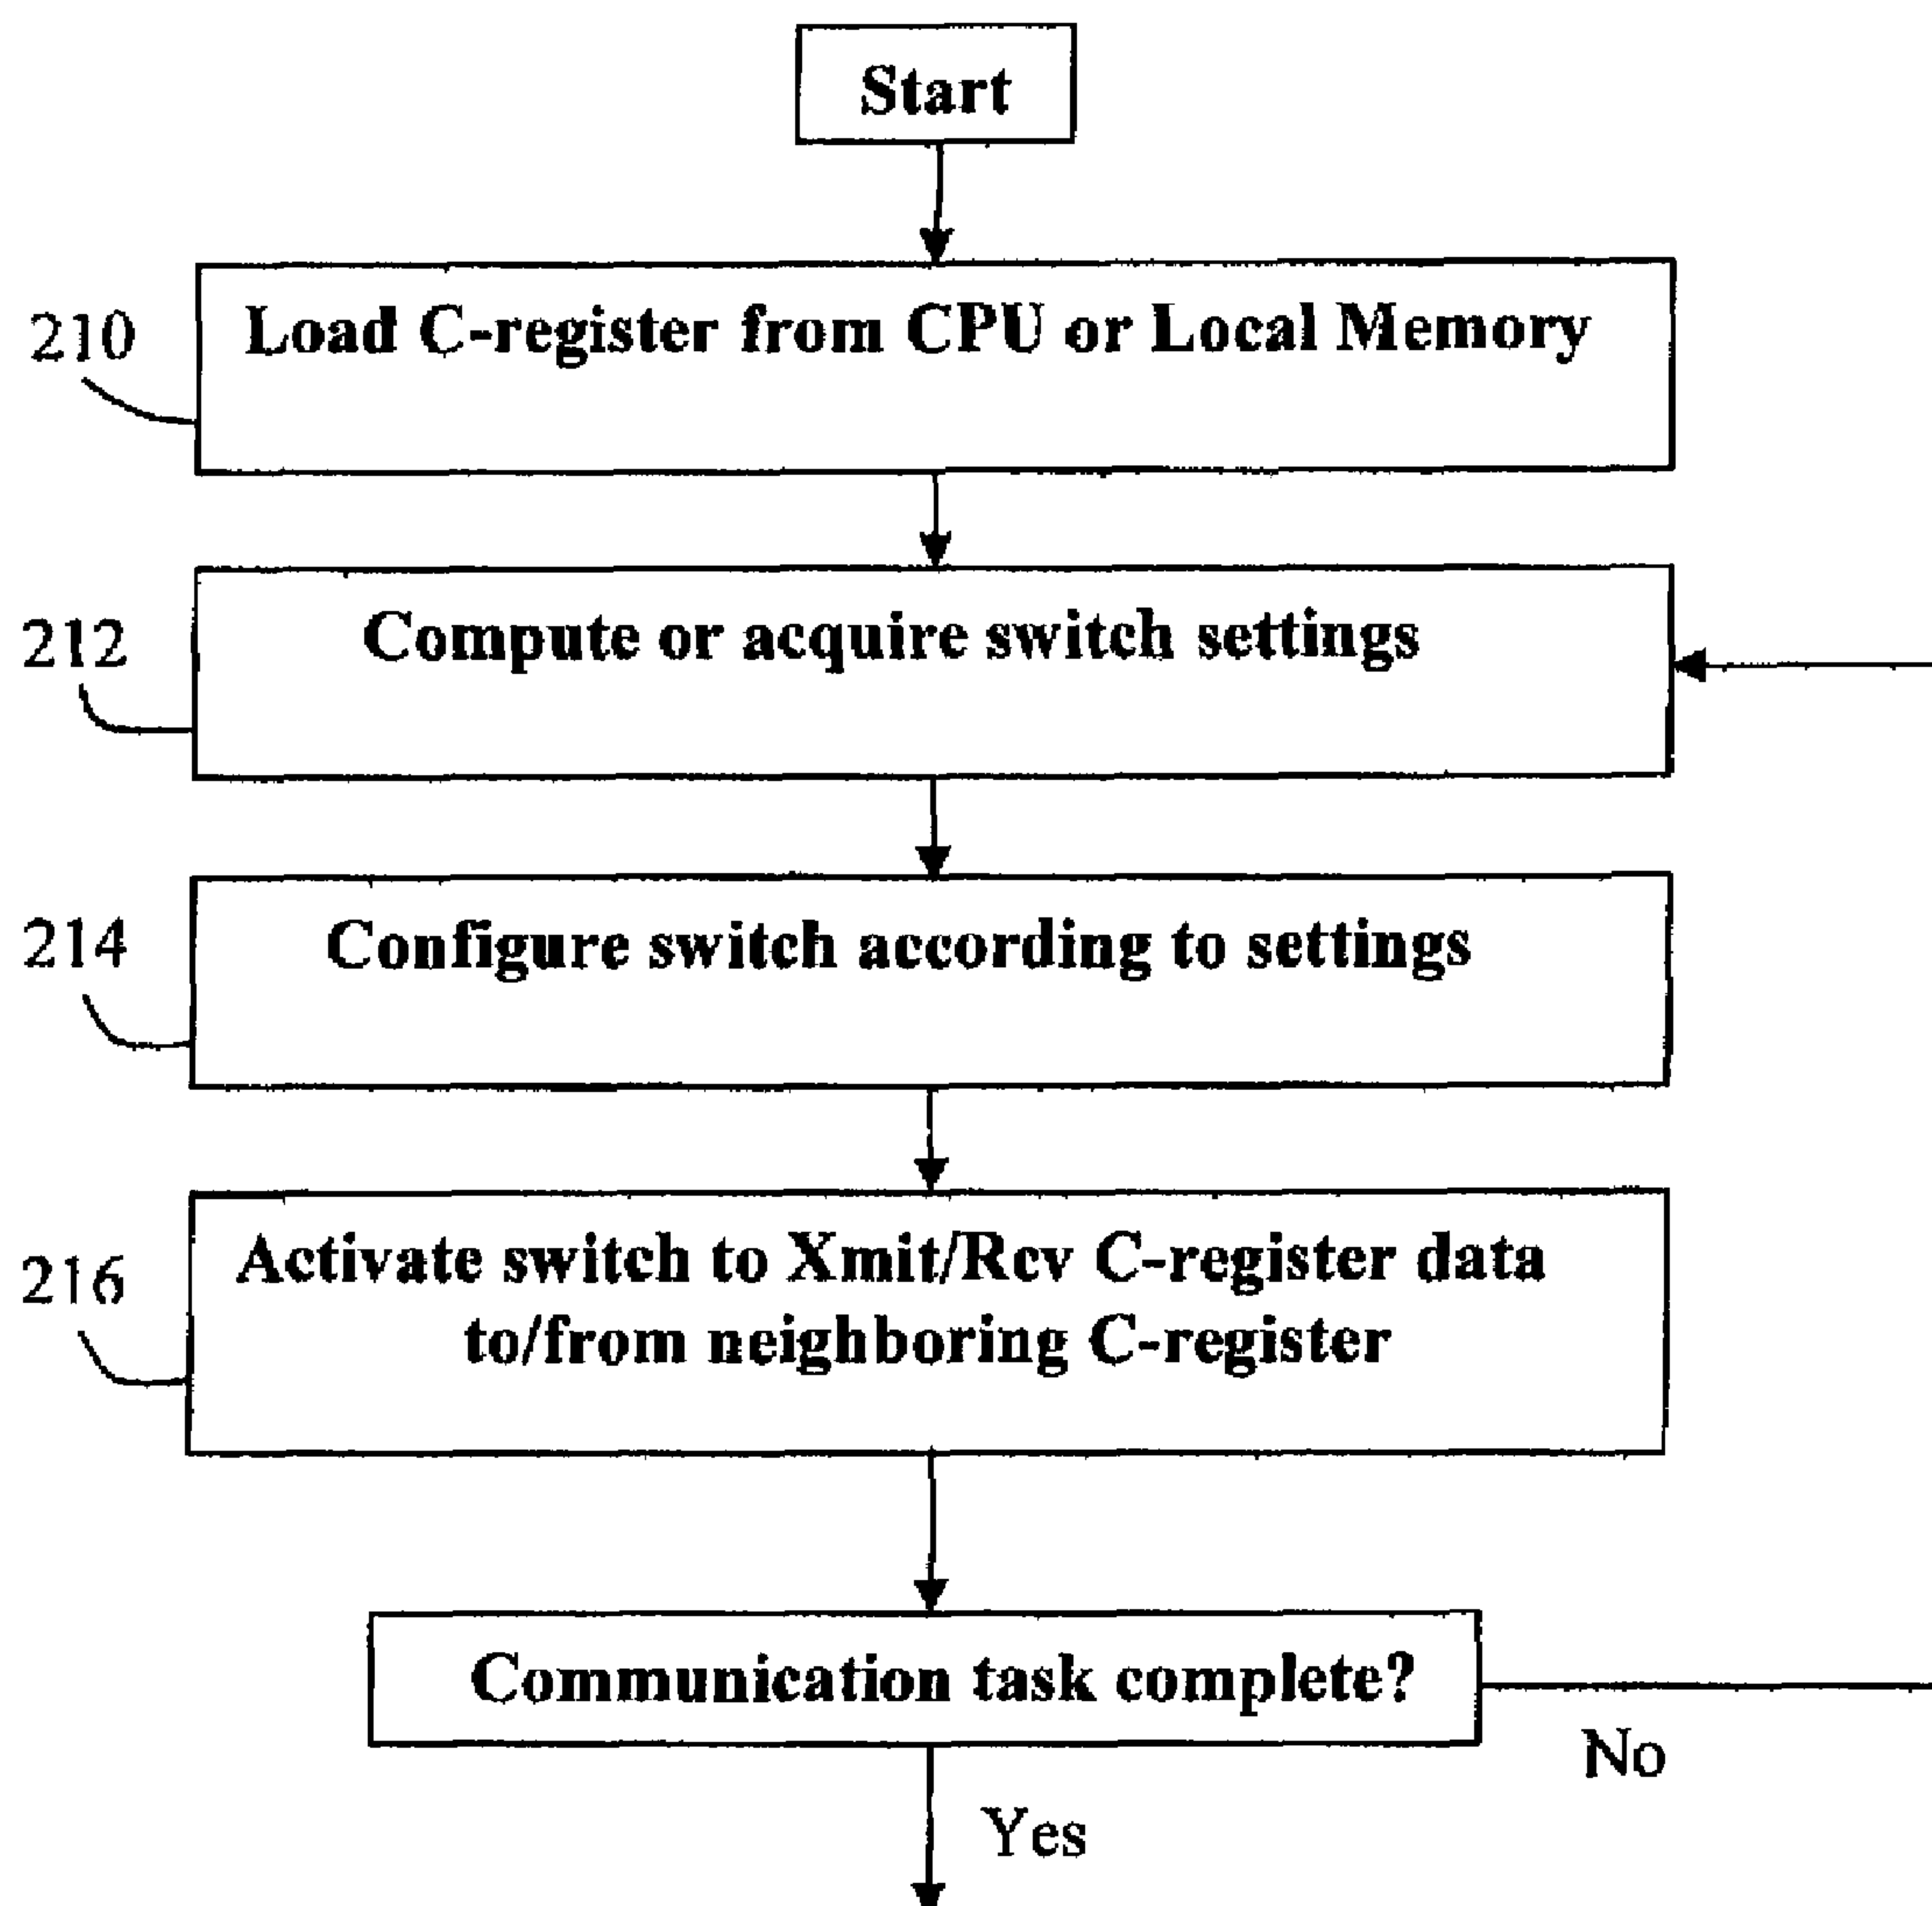 Start
210
Load C-register from CPU or Local Memory
212
Compute or acquire switch settings
214
Configure switch according to settings
216
Activate switch to Xmit/Rcv C-register data
to/from neighboring C-register
Communication task complete?
No
Yes